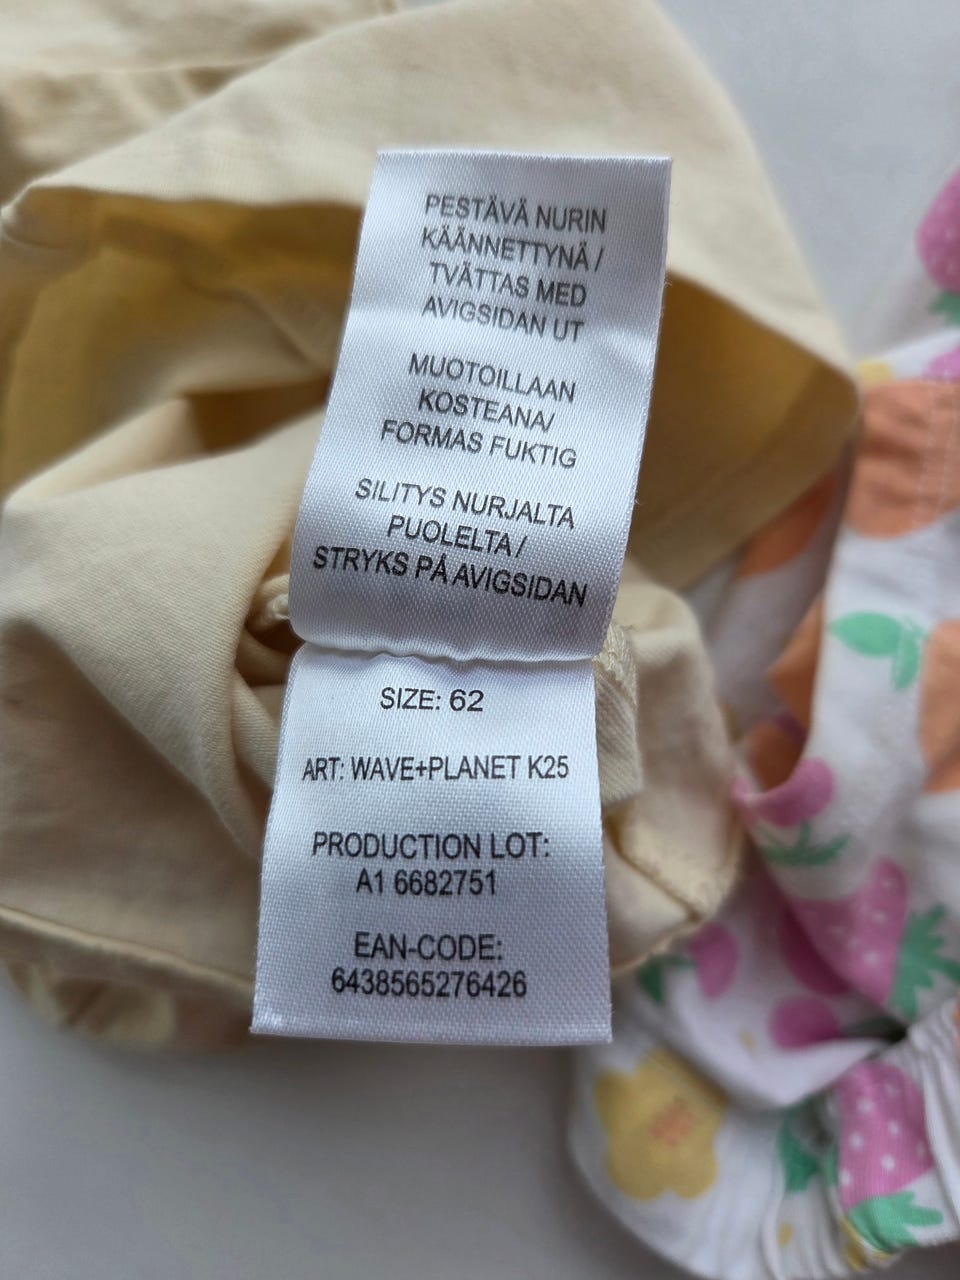 PESTÄVÄ NURIN
KÄÄNNETTYNÄ /
TVÄTTAS MED
AVIGSIDAN UT
MUOTOILLAAN
KOSTEANA/
FORMAS FUKTIG
SILITYS NURJALTA
PUOLELTA /
STRYKS PÅ AVIGSIDAN
SIZE: 62
ART: WAVE+PLANET K25
PRODUCTION LOT:
A1 6682751
EAN-CODE:
6438565276426